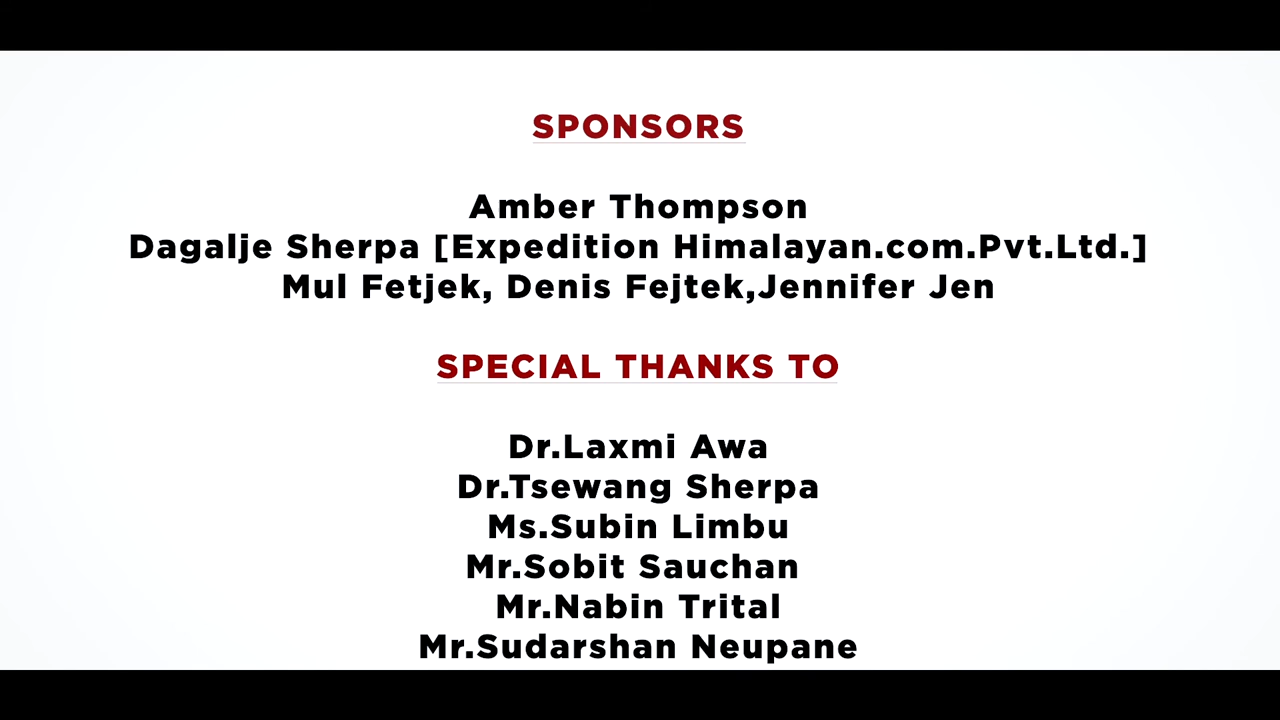 SPONSORS
Amber Thompson
Dagalje Sherpa [Expedition Himalayan.com.Pvt.Ltd.]
Mul Fetjek, Denis Fejtek,Jennifer Jen
SPECIAL THANKS TO
Dr.Laxmi Awa
Dr.Tsewang Sherpa
Ms.Subin Limbu
Mr.Sobit Sauchan
Mr.Nabin Trital
Mr.Sudarshan Neupane